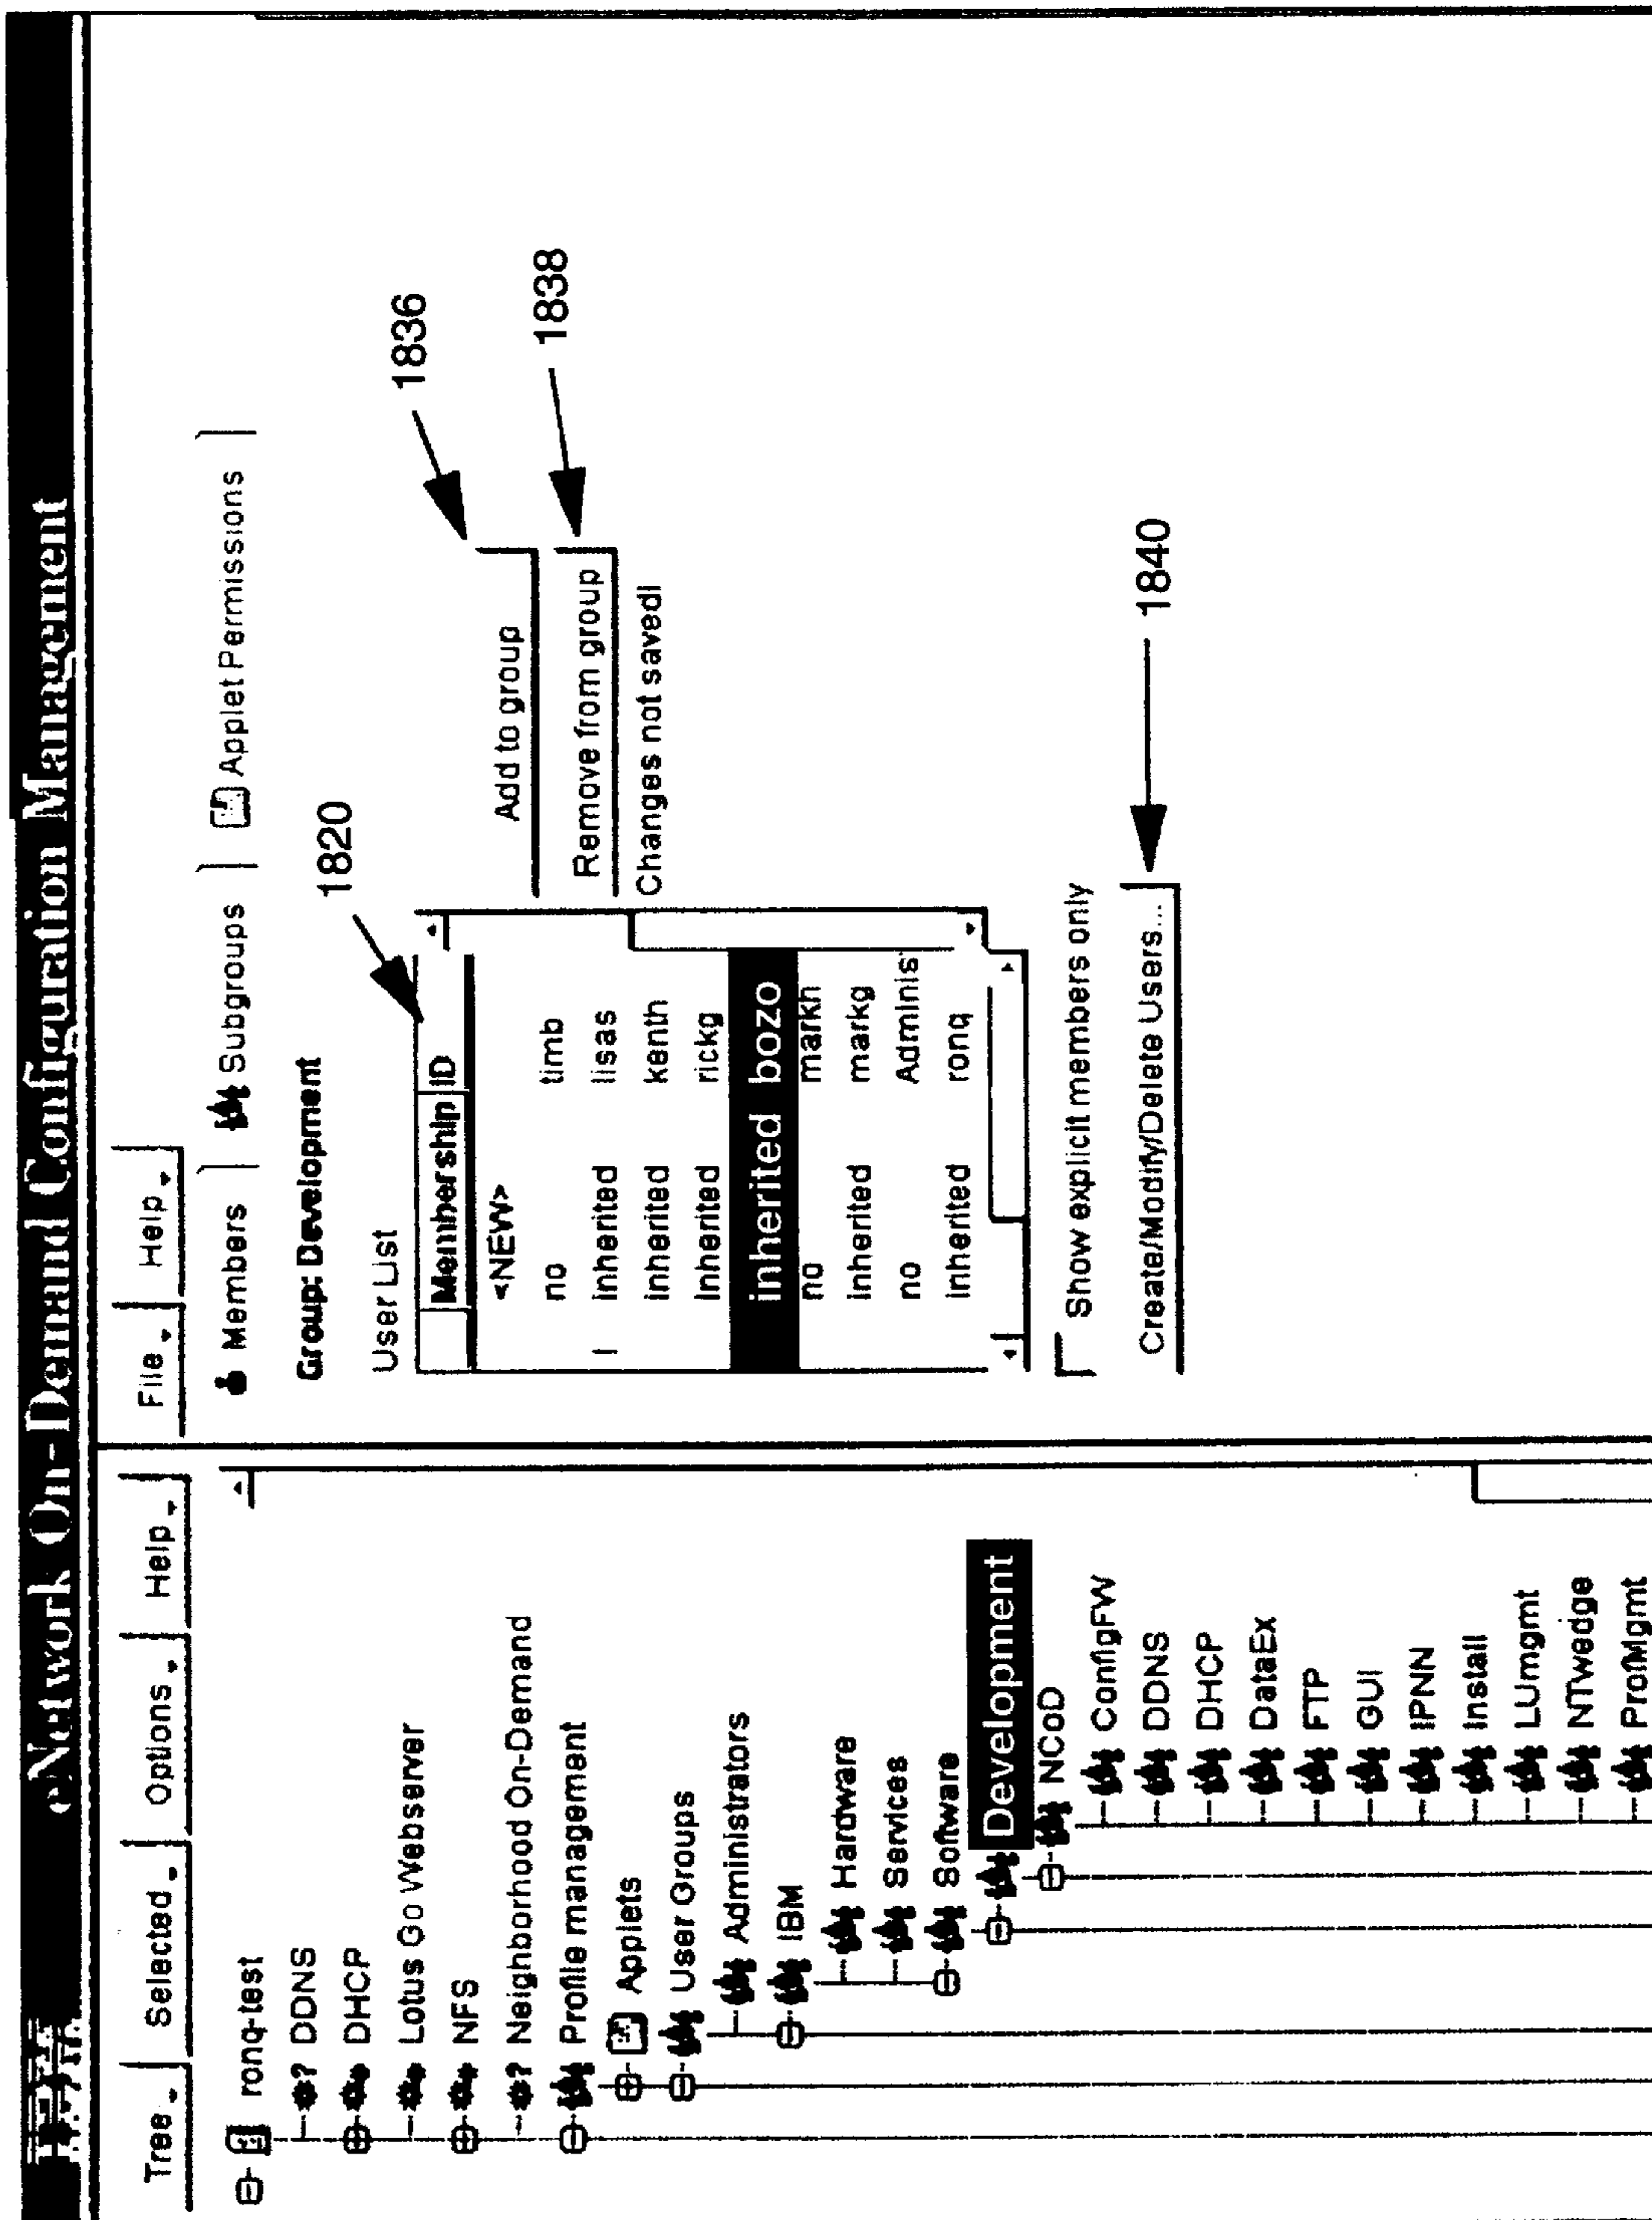 eNetwork On-Demand Configuration Management
Tree Selected Options Help
ronq-test
? DDNS
DHCP
Lotus Go Webserver
NFS
? Neighborhood On-Demand
Profile management
Applets
User Groups
Administrators
IBM
Hardware
Services
Software
Development
NCoD
ConfigFW
DDNS
DHCP
DataEx
FTP
GUI
IPNN
Install
LUmgmt
NTwedge
ProfMgmt
File Help
Members Subgroups Applet Permissions
Group: Development
User List
1820
Membership ID
<NEW>
no timb
inherited lisas
inherited kenth
inherited rickg
inherited bozo
no markh
inherited markg
no Adminis
inherited ronq
Add to group
1836
Remove from group
1838
Changes not saved!
Show explicit members only
Create/Modify/Delete Users...
1840